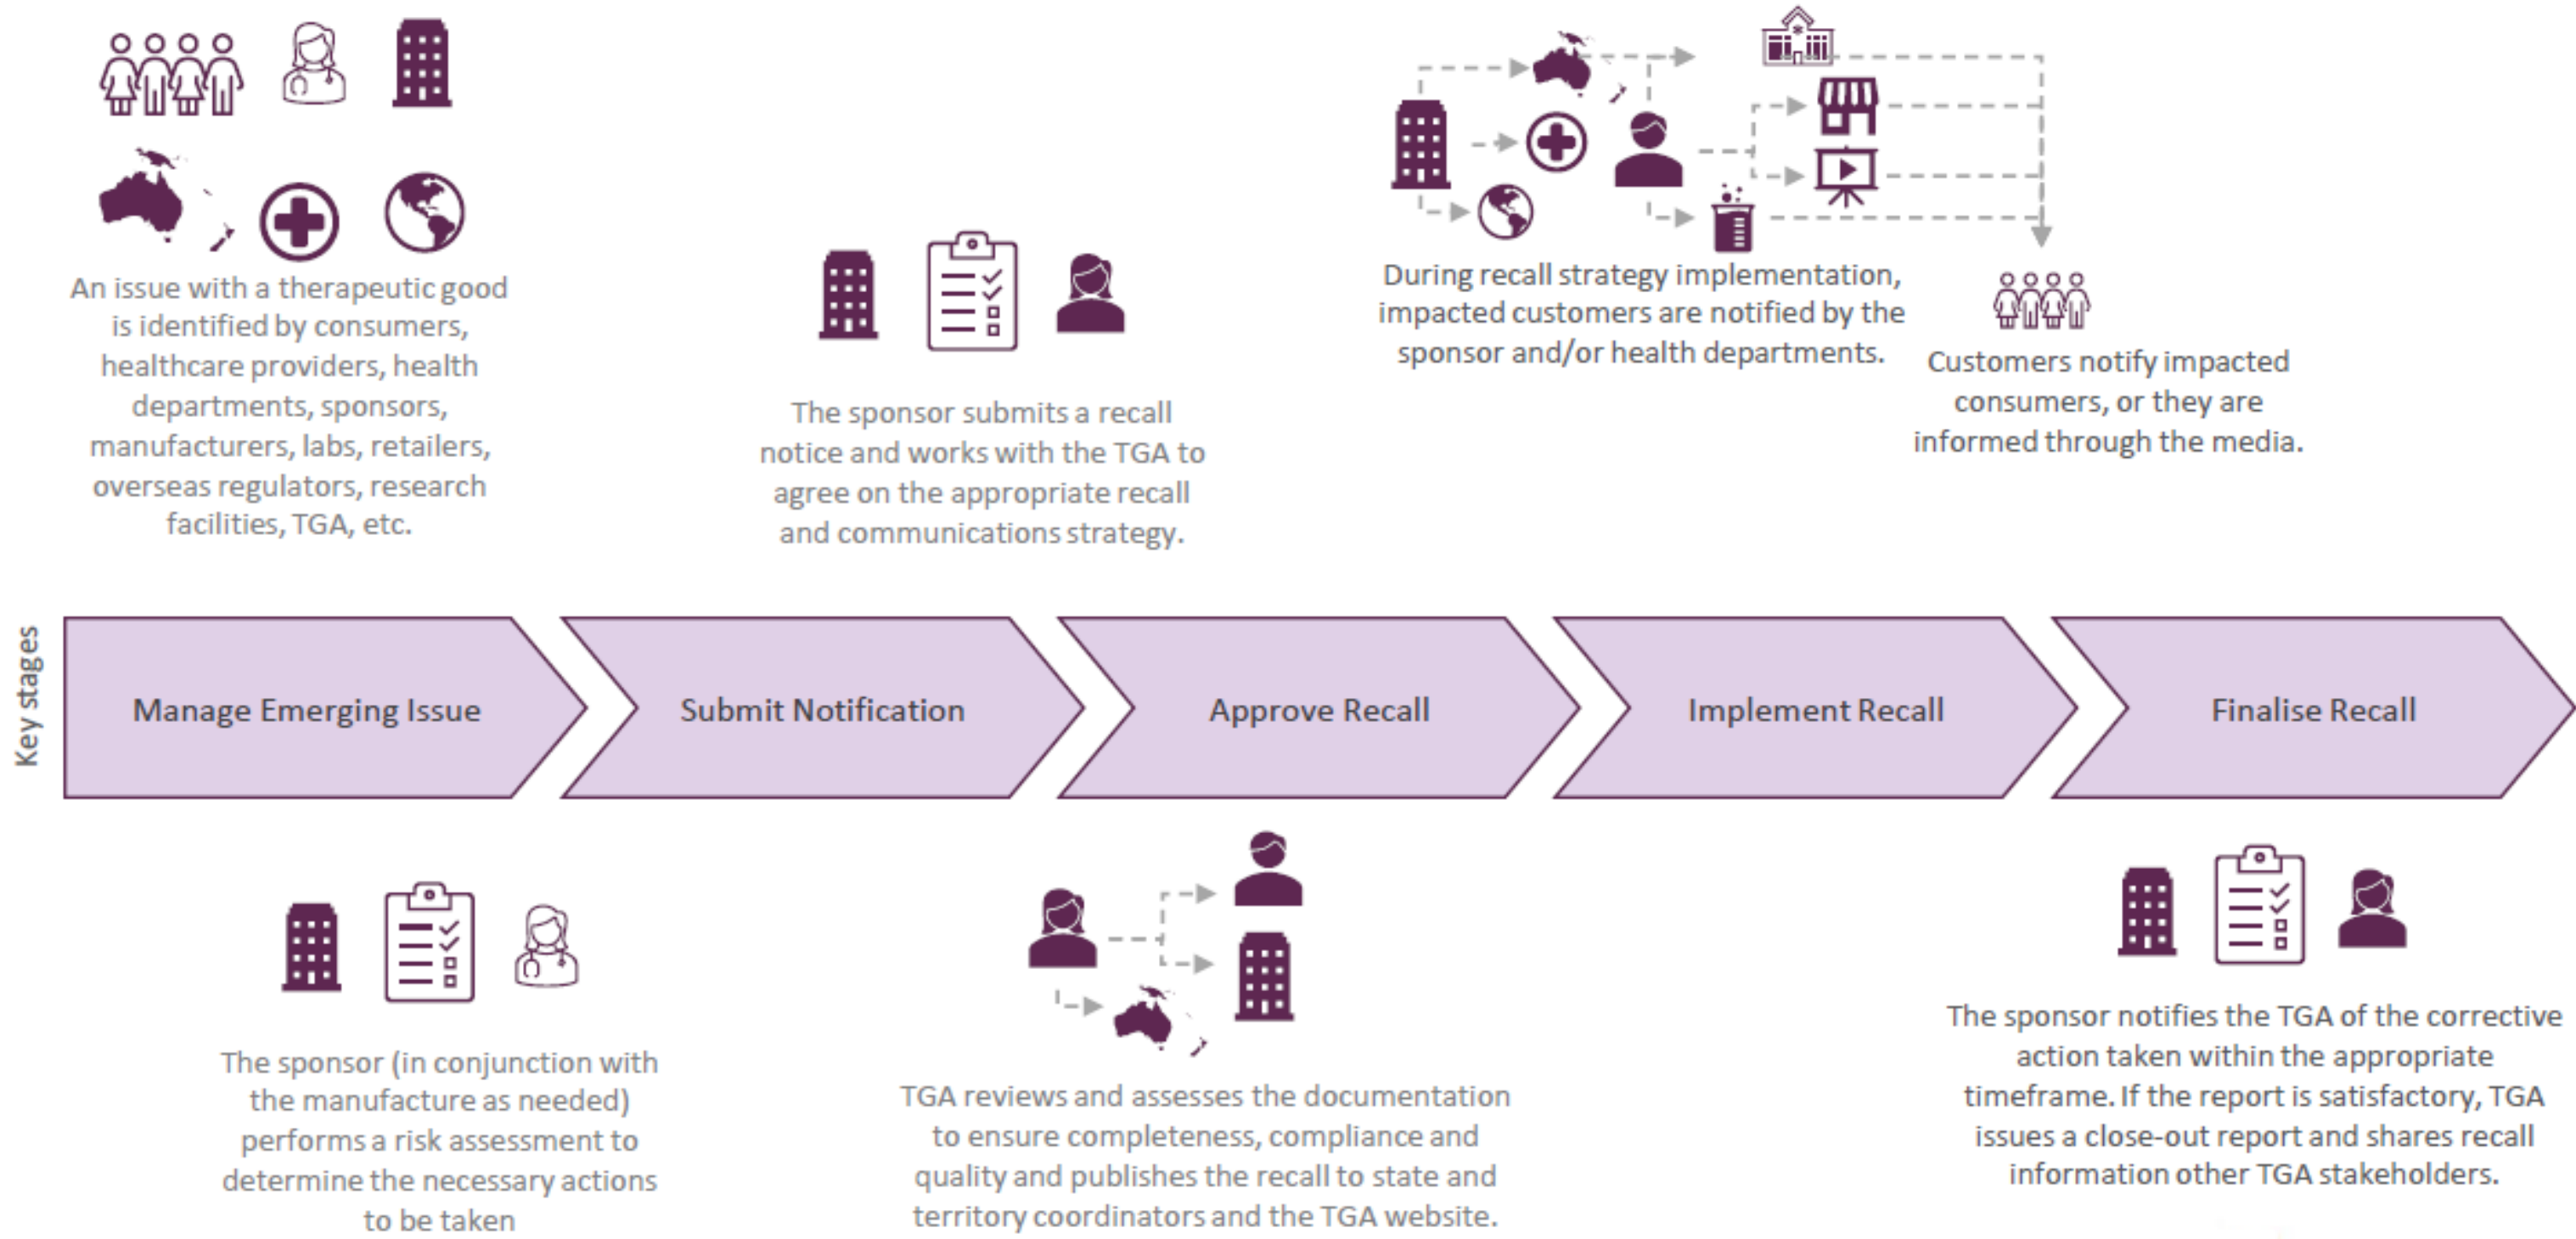 An issue with a therapeutic good
is identified by consumers,
healthcare providers, health
departments, sponsors,
manufacturers, labs, retailers,
overseas regulators, research
facilities, TGA, etc.
The sponsor submits a recall
notice and works with the TGA to
agree on the appropriate recall
and communications strategy.
During recall strategy implementation,
impacted customers are notified by the
sponsor and/or health departments.
Customers notify impacted
consumers, or they are
informed through the media.
Key stages
Manage Emerging Issue
Submit Notification
Approve Recall
Implement Recall
Finalise Recall
The sponsor (in conjunction with
the manufacture as needed)
performs a risk assessment to
determine the necessary actions
to be taken
TGA reviews and assesses the documentation
to ensure completeness, compliance and
quality and publishes the recall to state and
territory coordinators and the TGA website.
The sponsor notifies the TGA of the corrective
action taken within the appropriate
timeframe. If the report is satisfactory, TGA
issues a close-out report and shares recall
information other TGA stakeholders.